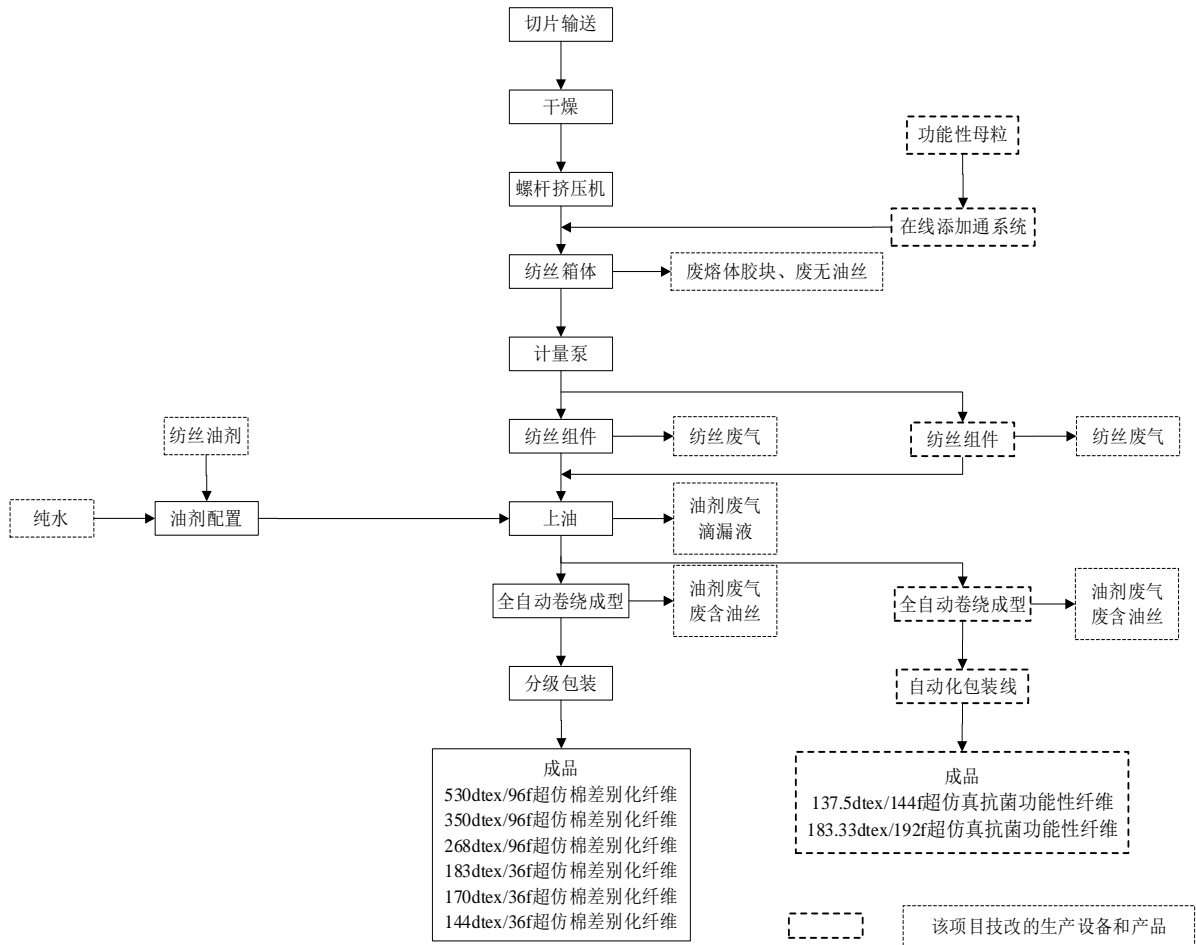 切片输送
干燥
功能性母粒
螺杆挤压机
在线添加通系统
纺丝箱体
废熔体胶块、废无油丝
计量泵
纺丝油剂
纺丝组件
纺丝废气
纺丝组件
纺丝废气
纯水
油剂配置
上油
油剂废气
滴漏液
全自动卷绕成型
油剂废气
废含油丝
全自动卷绕成型
油剂废气
废含油丝
分级包装
自动化包装线
成品
530dtex/96f超仿棉差别化纤维
350dtex/96f超仿棉差别化纤维
268dtex/96f超仿棉差别化纤维
183dtex/36f超仿棉差别化纤维
170dtex/36f超仿棉差别化纤维
144dtex/36f超仿棉差别化纤维
成品
137.5dtex/144f超仿真抗菌功能性纤维
183.33dtex/192f超仿真抗菌功能性纤维
该项目技改的生产设备和产品